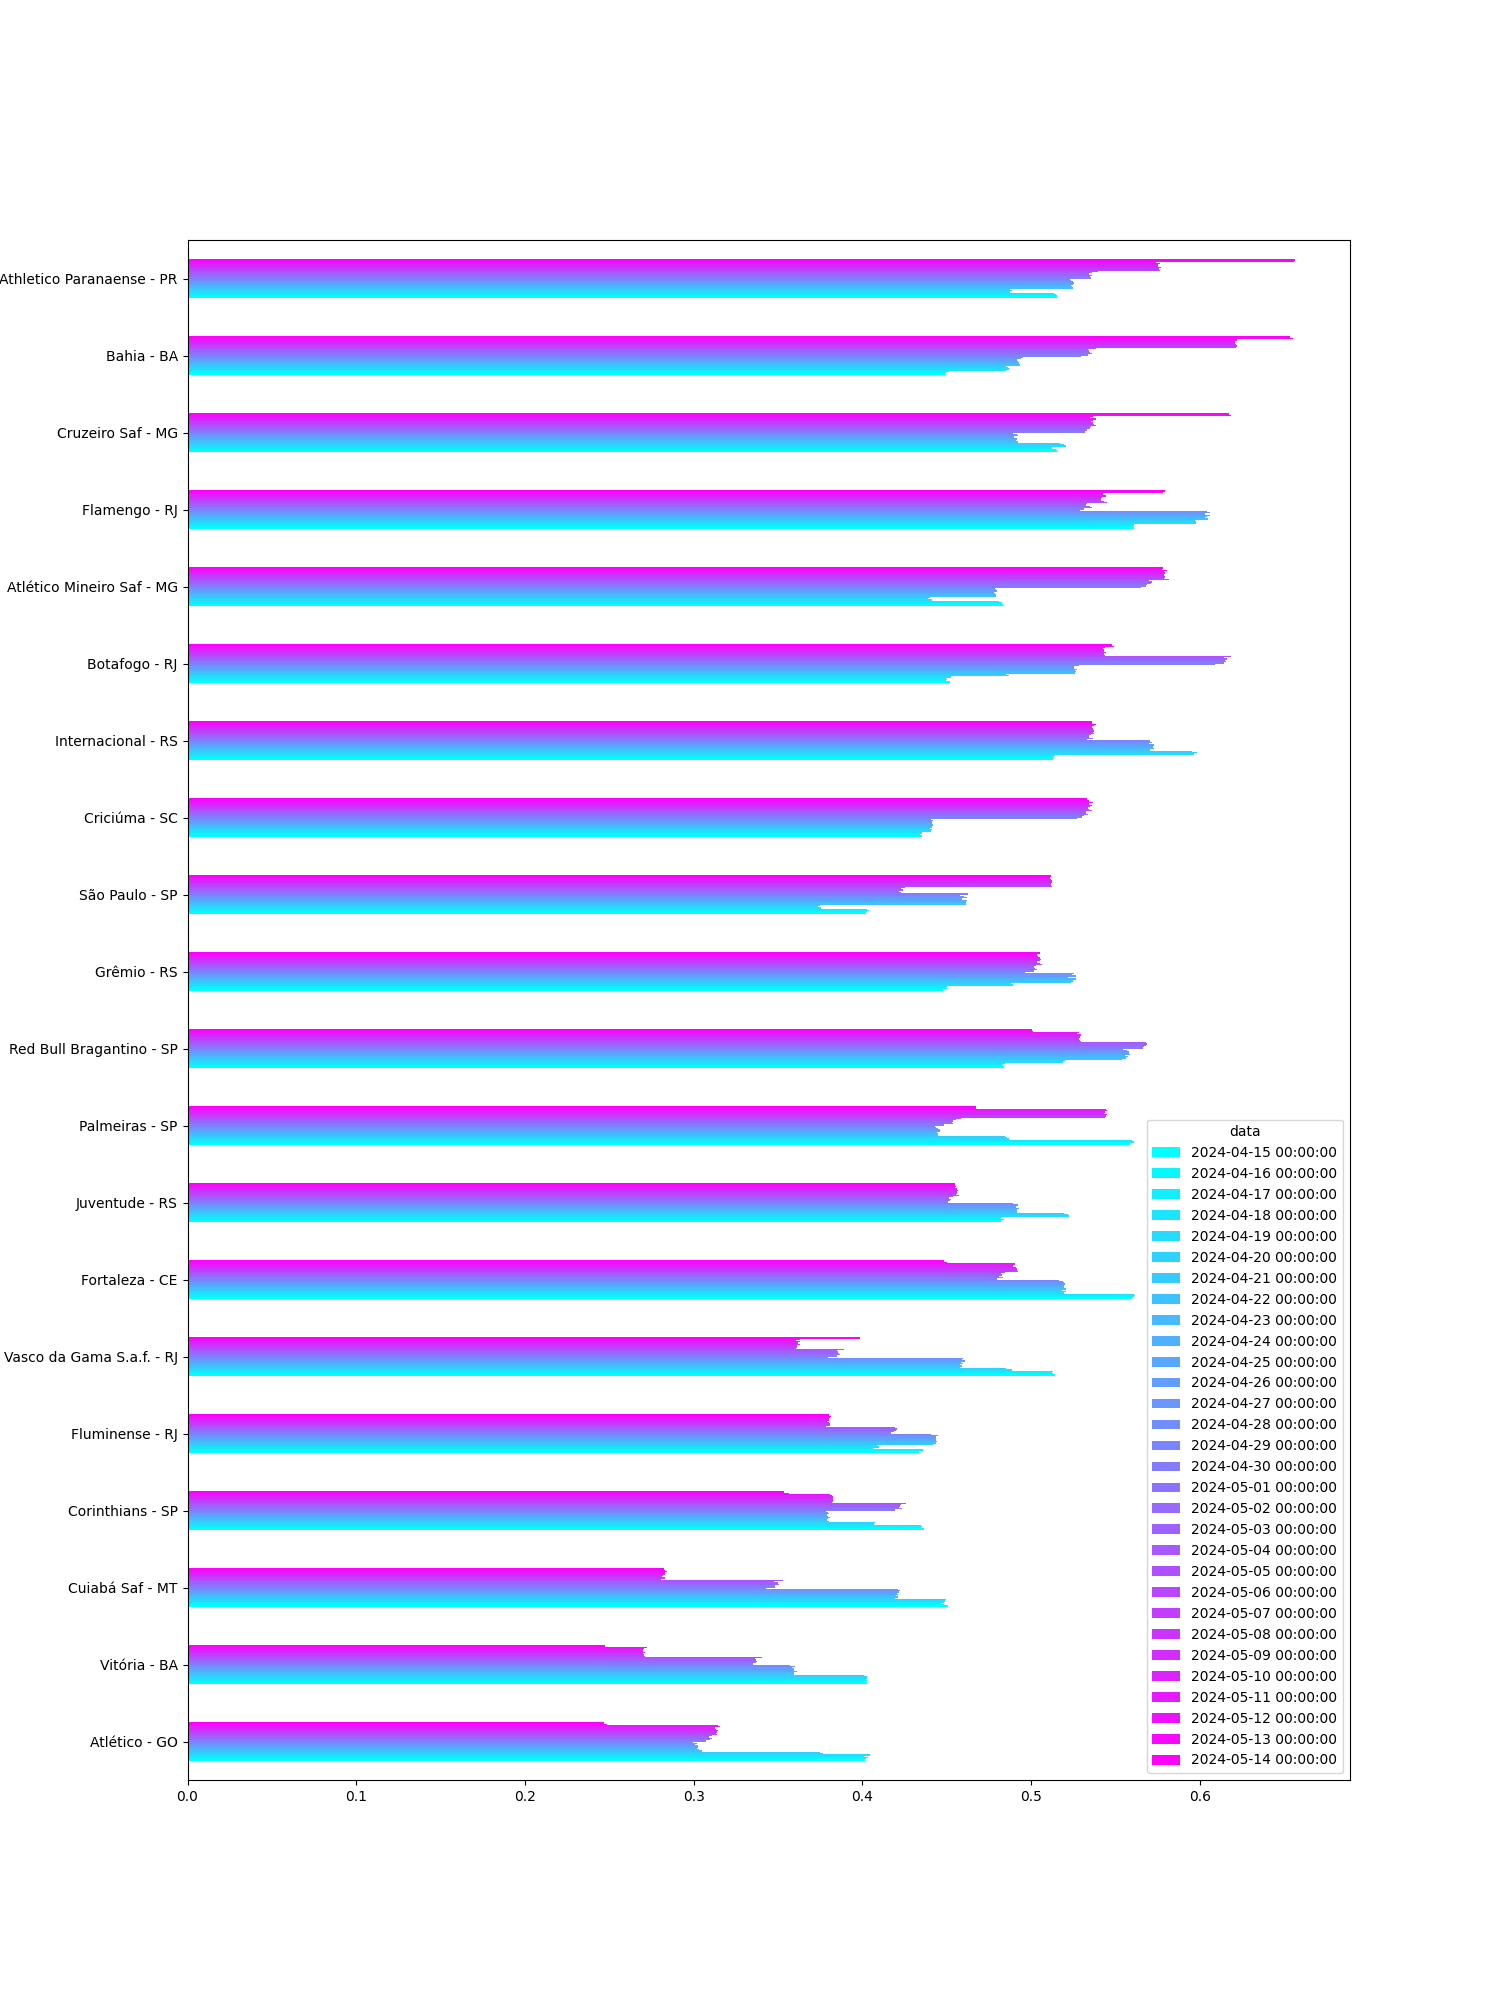 Athletico Paranaense - PR
Bahia - BA
Cruzeiro Saf - MG
Flamengo - RJ
Atlético Mineiro Saf - MG
Botafogo - RJ
Internacional - RS
Criciúma - SC
São Paulo - SP
Grêmio - RS
Red Bull Bragantino - SP
Palmeiras - SP
Juventude - RS
Fortaleza - CE
Vasco da Gama S.a.f. - RJ
Fluminense - RJ
Corinthians - SP
Cuiabá Saf - MT
Vitória - BA
Atlético - GO
0.0 0.1 0.2 0.3 0.4 0.5 0.6
data
2024-04-15 00:00:00
2024-04-16 00:00:00
2024-04-17 00:00:00
2024-04-18 00:00:00
2024-04-19 00:00:00
2024-04-20 00:00:00
2024-04-21 00:00:00
2024-04-22 00:00:00
2024-04-23 00:00:00
2024-04-24 00:00:00
2024-04-25 00:00:00
2024-04-26 00:00:00
2024-04-27 00:00:00
2024-04-28 00:00:00
2024-04-29 00:00:00
2024-04-30 00:00:00
2024-05-01 00:00:00
2024-05-02 00:00:00
2024-05-03 00:00:00
2024-05-04 00:00:00
2024-05-05 00:00:00
2024-05-06 00:00:00
2024-05-07 00:00:00
2024-05-08 00:00:00
2024-05-09 00:00:00
2024-05-10 00:00:00
2024-05-11 00:00:00
2024-05-12 00:00:00
2024-05-13 00:00:00
2024-05-14 00:00:00